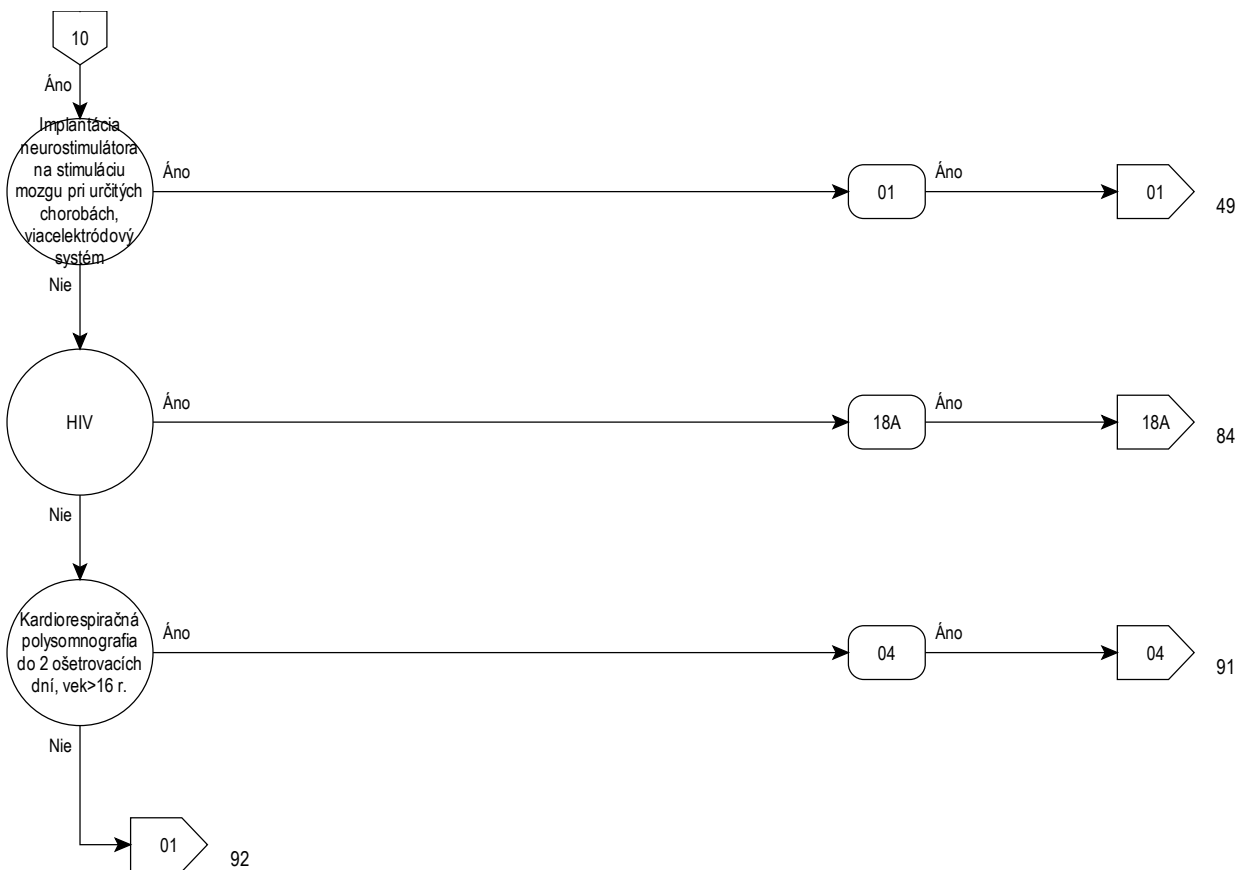 10
Áno
Implantácia
neurostimulátora
na stimuláciu
mozgu pri určitých
chorobách,
viacelektródový
systém
Áno
01
Áno
01
49
Nie
HIV
Áno
18A
Áno
18A
84
Nie
Kardiorespiračná
polysomnografia
do 2 ošetrovacích
dní, vek>16 r.
Áno
04
Áno
04
91
Nie
01
92